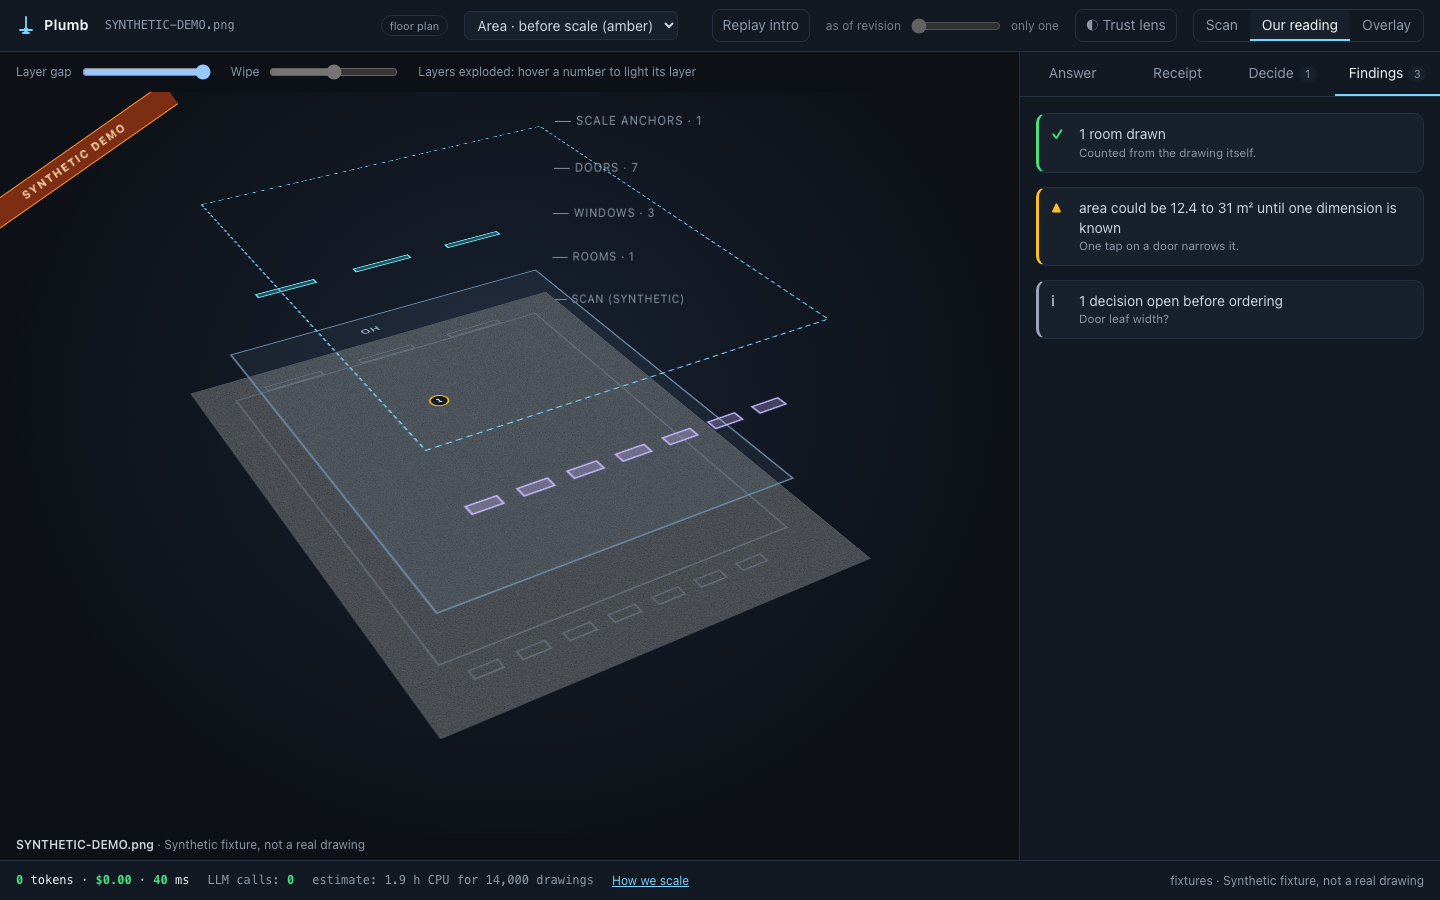 Plumb SYNTHETIC-DEMO.png floor plan Area · before scale (amber) Replay intro as of revision only one Trust lens Scan Our reading Overlay
Layer gap Wipe Layers exploded: hover a number to light its layer
Answer Receipt Decide 1 Findings 3
SYNTHETIC DEMO
SCALE ANCHORS · 1
DOORS · 7
WINDOWS · 3
ROOMS · 1
SCAN (SYNTHETIC)
1 room drawn
Counted from the drawing itself.
area could be 12.4 to 31 m² until one dimension is
known
One tap on a door narrows it.
i 1 decision open before ordering
Door leaf width?
SYNTHETIC-DEMO.png · Synthetic fixture, not a real drawing
0 tokens · $0.00 · 40 ms LLM calls: 0 estimate: 1.9 h CPU for 14,000 drawings How we scale fixtures · Synthetic fixture, not a real drawing